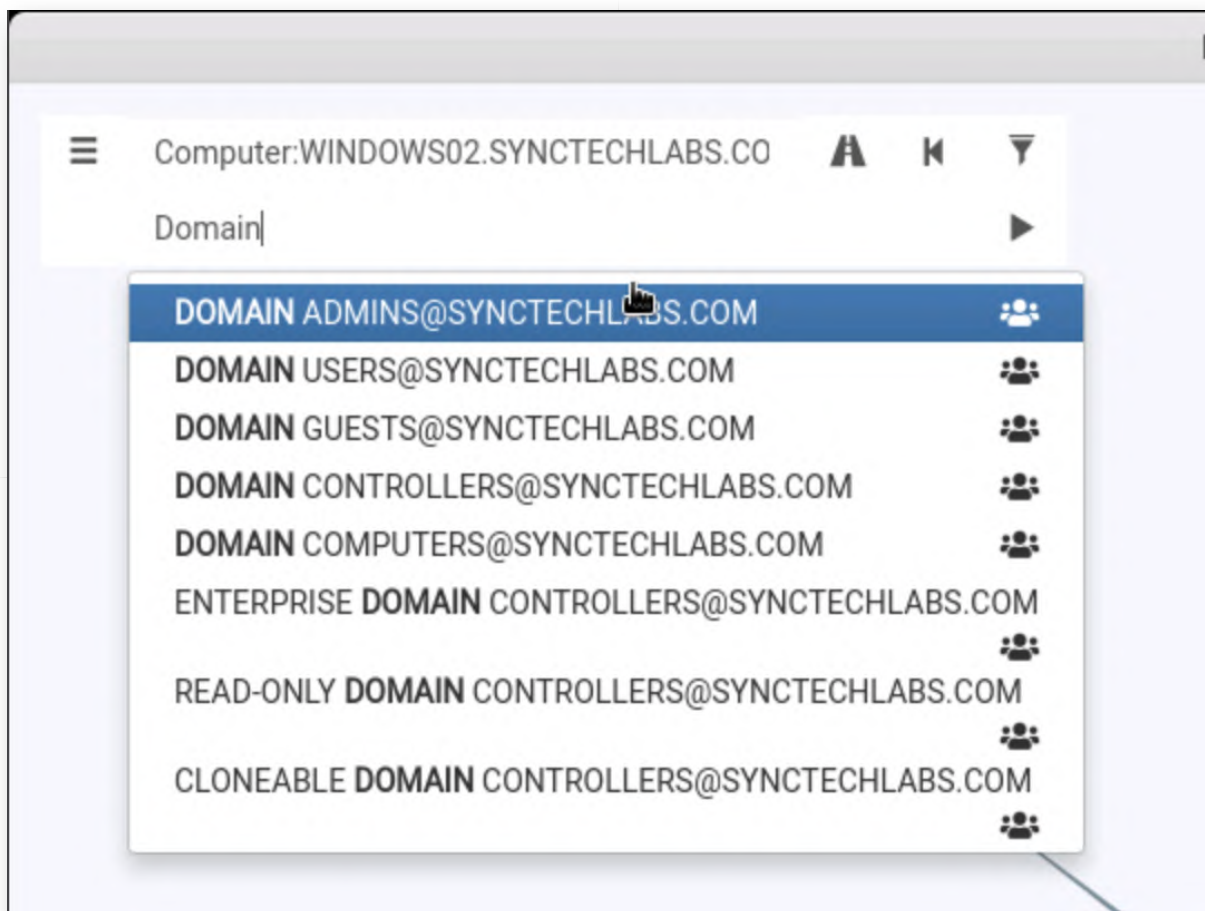 Computer:WINDOWS02.SYNCTECHLABS.CO
Domain
DOMAIN ADMINS@SYNCTECHLABS.COM
DOMAIN USERS@SYNCTECHLABS.COM
DOMAIN GUESTS@SYNCTECHLABS.COM
DOMAIN CONTROLLERS@SYNCTECHLABS.COM
DOMAIN COMPUTERS@SYNCTECHLABS.COM
ENTERPRISE DOMAIN CONTROLLERS@SYNCTECHLABS.COM
READ-ONLY DOMAIN CONTROLLERS@SYNCTECHLABS.COM
CLONEABLE DOMAIN CONTROLLERS@SYNCTECHLABS.COM